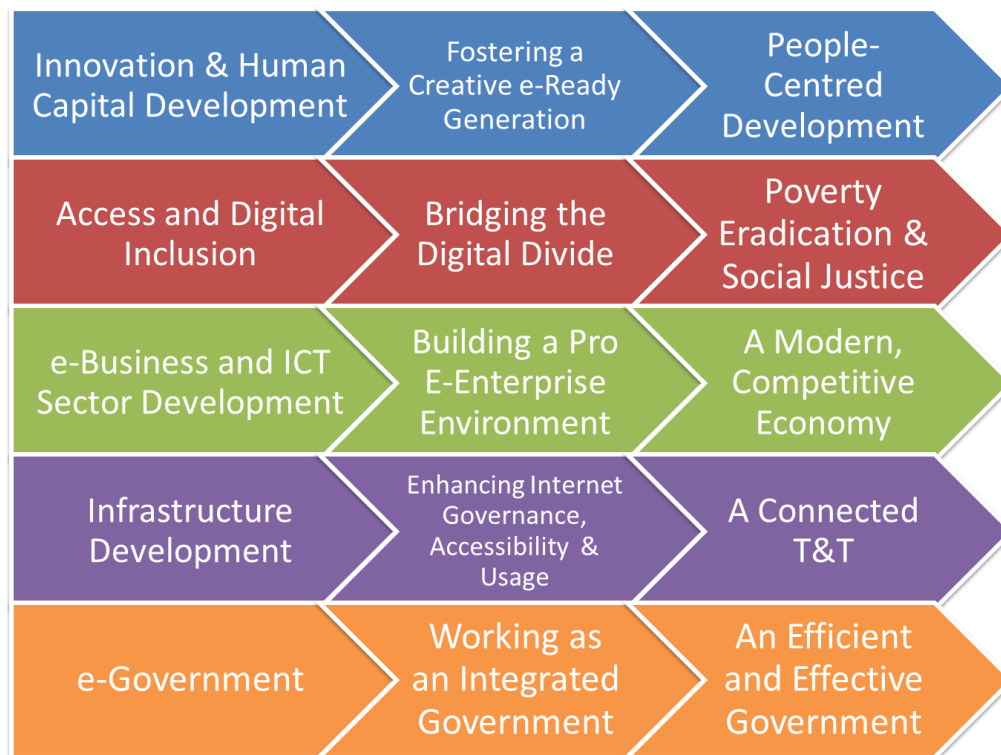 Innovation & Human
Capital Development
Fostering a
Creative e-Ready
Generation
People-
Centred
Development
Access and Digital
Inclusion
Bridging the
Digital Divide
Poverty
Eradication &
Social Justice
e-Business and ICT
Sector Development
Building a Pro
E-Enterprise
Environment
A Modern,
Competitive
Economy
Infrastructure
Development
Enhancing Internet
Governance,
Accessibility &
Usage
A Connected
T&T
e-Government
Working as
an Integrated
Government
An Efficient
and Effective
Government